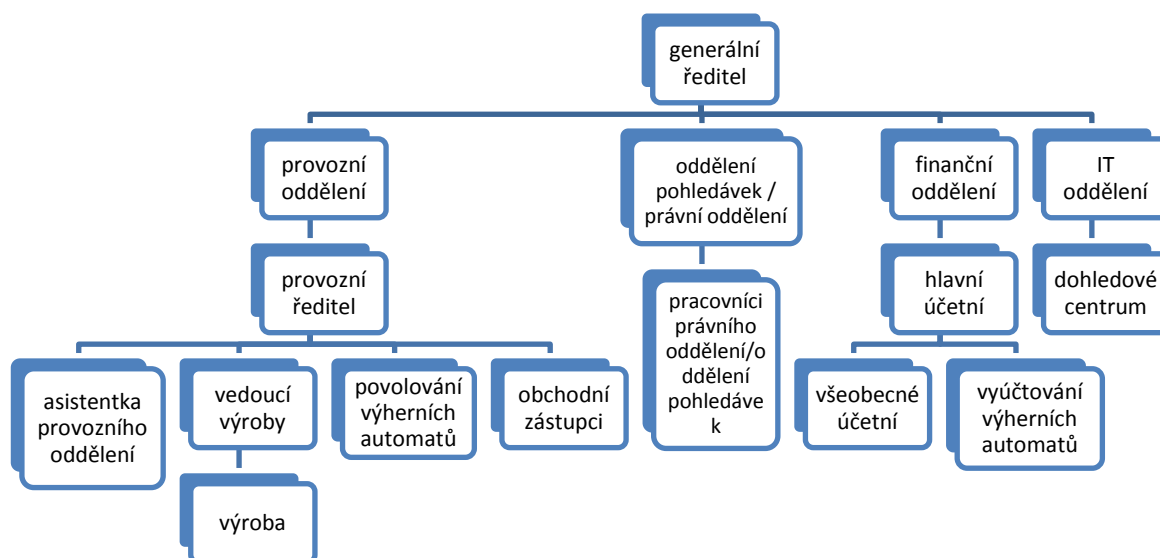 generální
ředitel
provozní
oddělení
oddělení
pohledávek /
právní oddělení
finanční
oddělení
IT
oddělení
provozní
ředitel
pracovníci
právního
oddělení/o
ddělení
pohledáve
k
hlavní
účetní
dohledové
centrum
asistentka
provozního
oddělení
vedoucí
výroby
povolování
výherních
automatů
obchodní
zástupci
všeobecné
účetní
vyúčtování
výherních
automatů
výroba